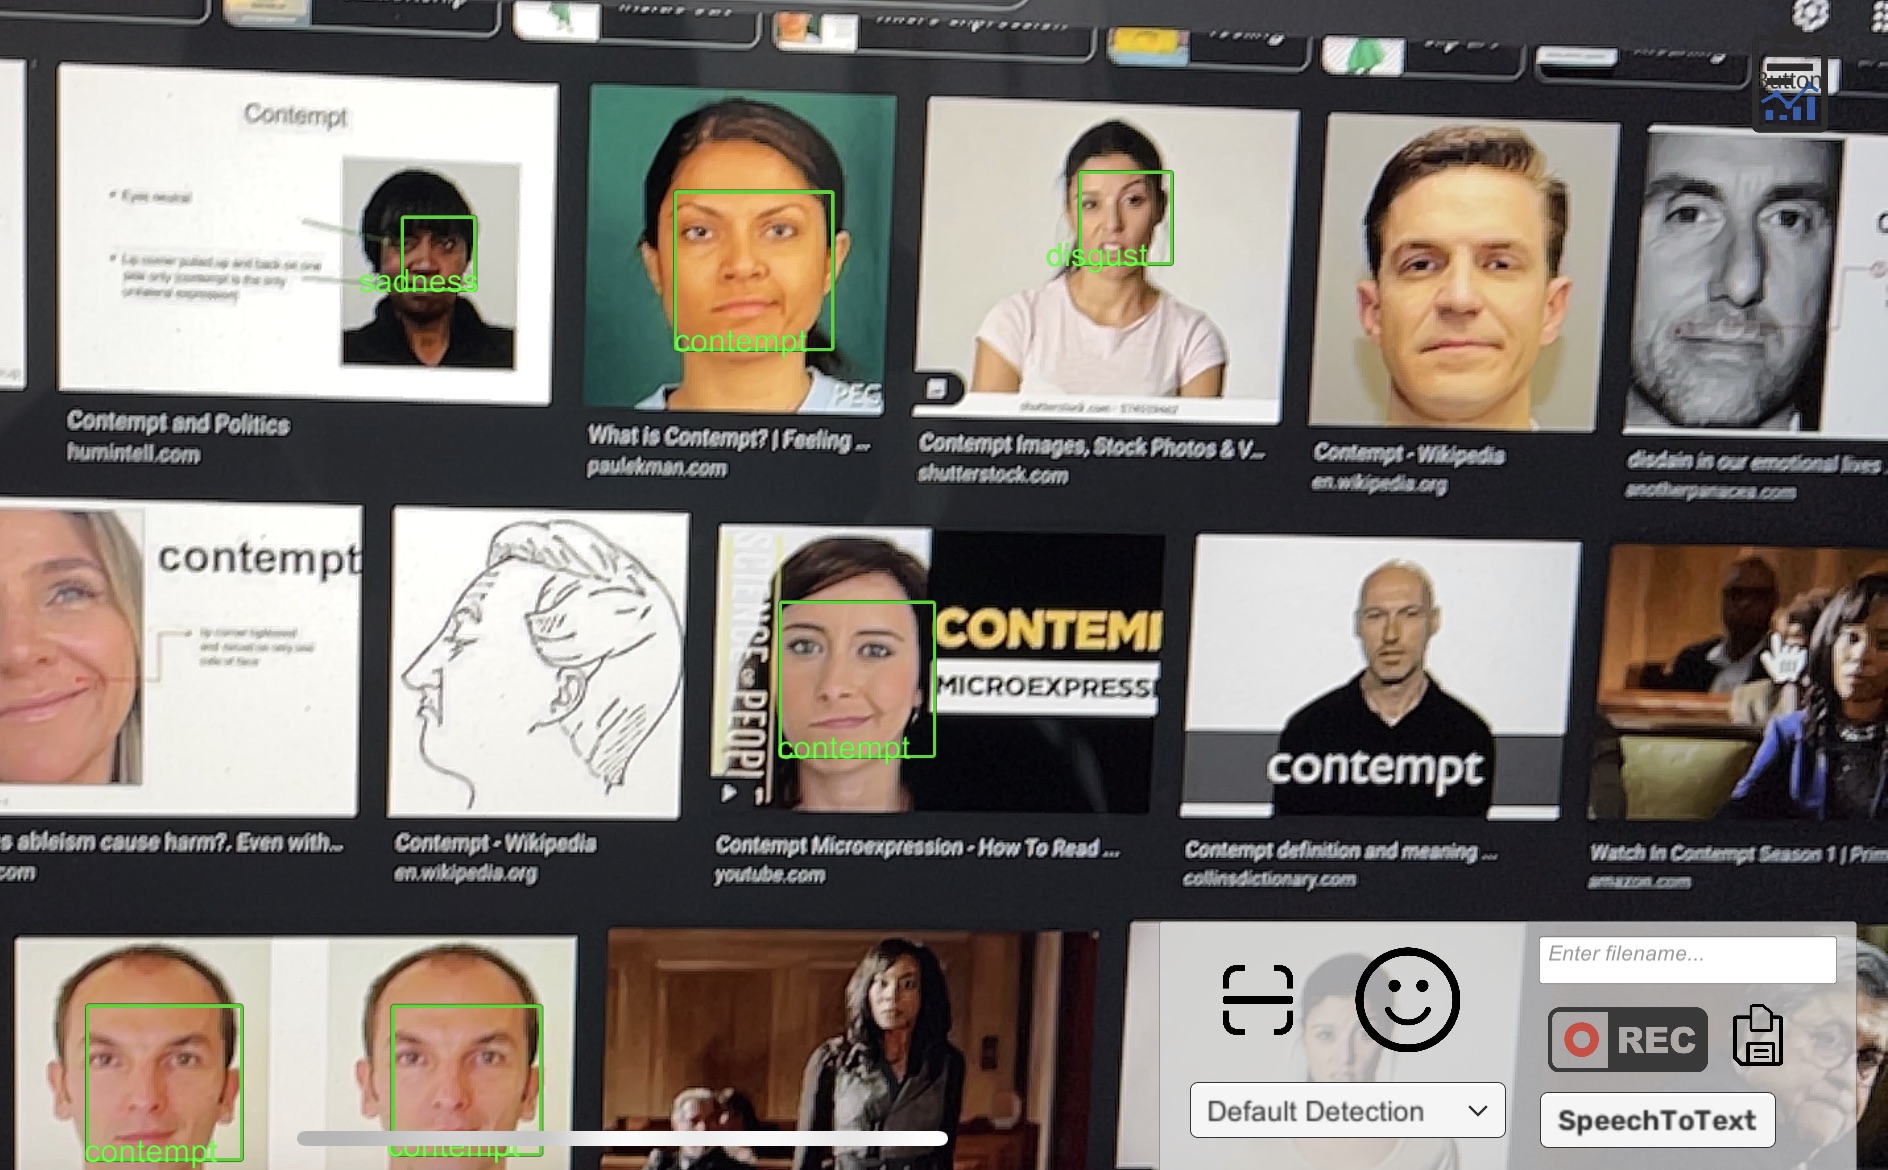 Button
Contempt
Eyes neutral
Lip corner pulled up and back on one
side only (contempt is the only
unilateral expression)
sadness
contempt
PEG
disgust
shutterstock.com
Contempt and Politics
humintell.com
What is Contempt? | Feeling ...
paulekman.com
Contempt Images, Stock Photos & V...
shutterstock.com
Contempt - Wikipedia
en.wikipedia.org
disdain in our emotional lives
anotherpanacea.com
contempt
lip corner tightened
and raised on only one
side of face
SCIENCE of PEOPL
contempt
CONTEMI
MICROEXPRESSI
contempt
s ableism cause harm?. Even with...
com
Contempt - Wikipedia
en.wikipedia.org
Contempt Microexpression - How To Read ...
youtube.com
Contempt definition and meaning ...
collinsdictionary.com
Watch In Contempt Season 1 | Prim
amazon.com
contempt
contempt
Enter filename...
REC
Default Detection
SpeechToText